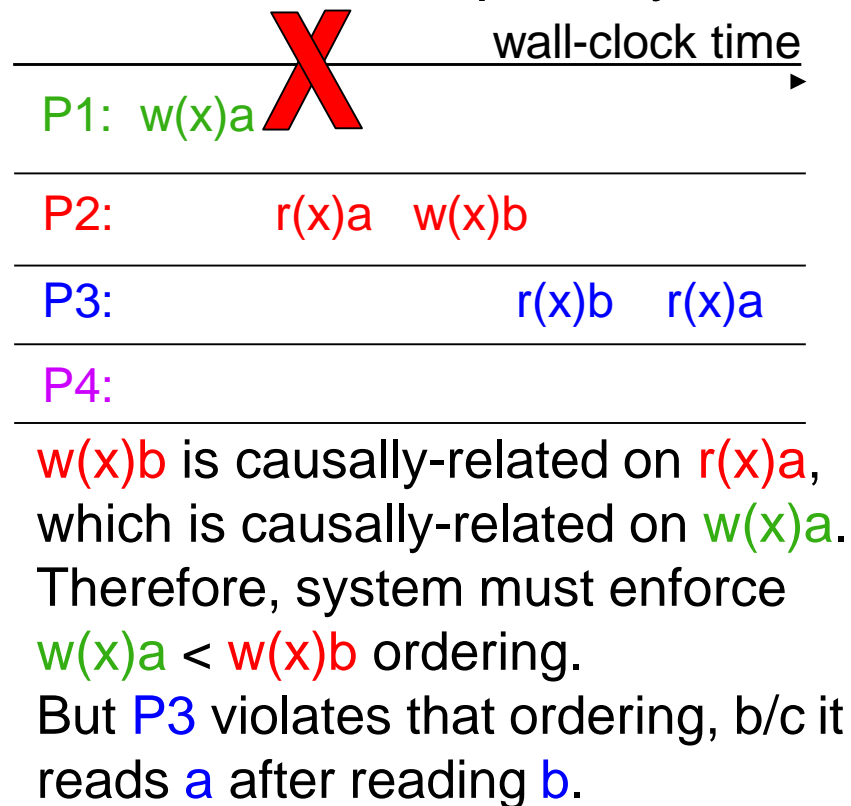 wall-clock time
P1: w(x)a
P2: r(x)a w(x)b
P3: r(x)b r(x)a
P4:
w(x)b is causally-related on r(x)a,
which is causally-related on w(x)a.
Therefore, system must enforce
w(x)a < w(x)b ordering.
But P3 violates that ordering, b/c it
reads a after reading b.